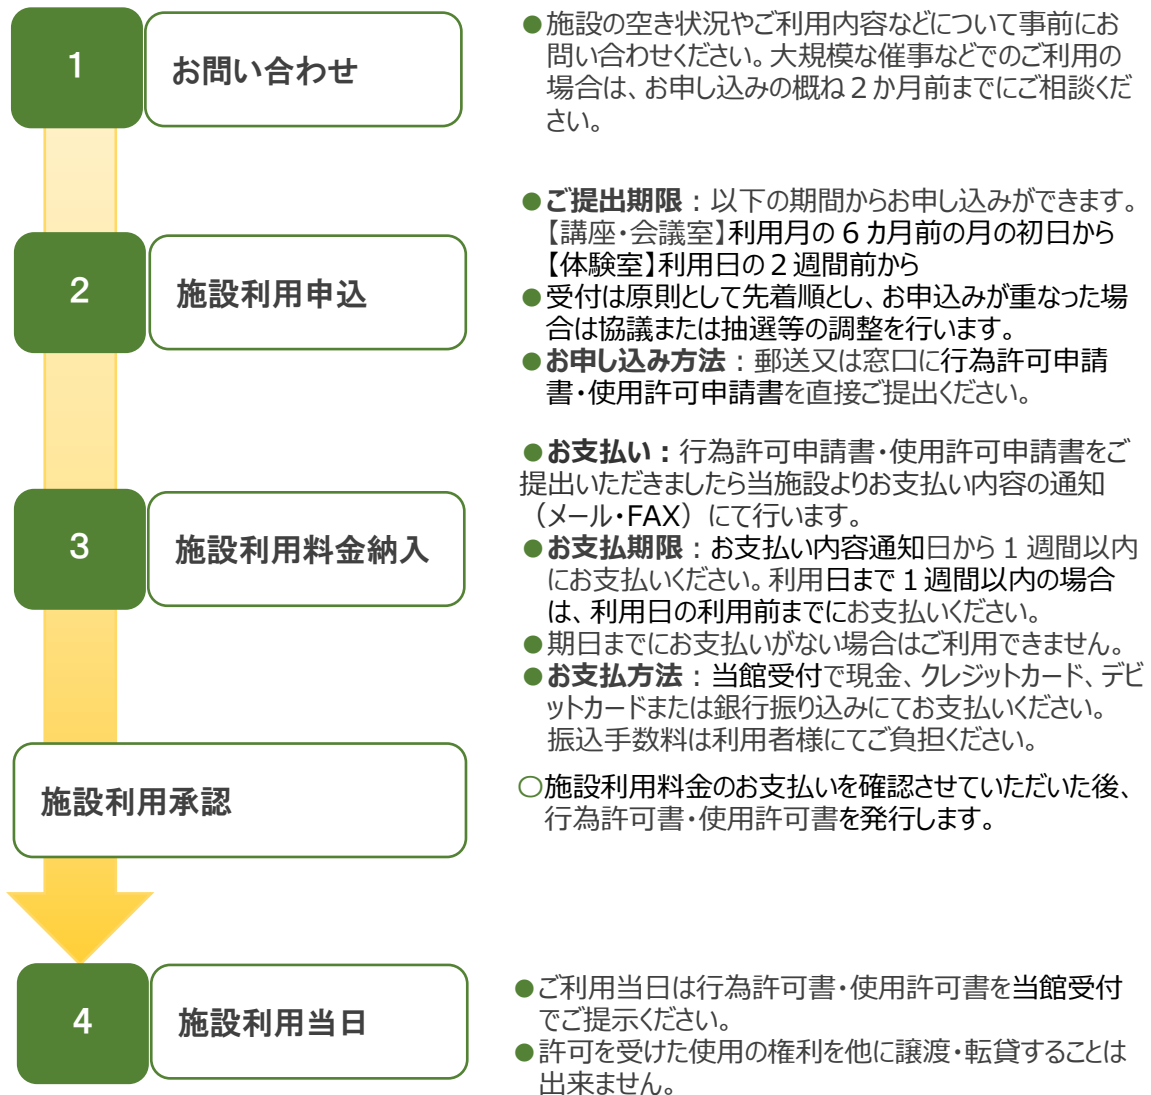 1
お問い合わせ
●施設の空き状況やご利用内容などについて事前にお
問い合わせください。大規模な催事などでのご利用の
場合は、お申し込みの概ね２か月前までにご相談くだ
さい。
2
施設利用申込
●ご提出期限：以下の期間からお申し込みができます。
【講座・会議室】利用月の６カ月前の月の初日から
【体験室】利用日の２週間前から
●受付は原則として先着順とし、お申込みが重なった場
合は協議または抽選等の調整を行います。
●お申し込み方法：郵送又は窓口に行為許可申請
書・使用許可申請書を直接ご提出ください。
3
施設利用料金納入
●お支払い：行為許可申請書・使用許可申請書をご
提出いただきましたら当施設よりお支払い内容の通知
（メール・FAX）にて行います。
●お支払期限：お支払い内容通知日から１週間以内
にお支払いください。利用日まで１週間以内の場合
は、利用日の利用前までにお支払いください。
●期日までにお支払いがない場合はご利用できません。
●お支払方法：当館受付で現金、クレジットカード、デビ
ットカードまたは銀行振り込みにてお支払いください。
振込手数料は利用者様にてご負担ください。
施設利用承認
○施設利用料金のお支払いを確認させていただいた後、
行為許可書・使用許可書を発行します。
4
施設利用当日
●ご利用当日は行為許可書・使用許可書を当館受付
でご提示ください。
●許可を受けた使用の権利を他に譲渡・転貸することは
出来ません。